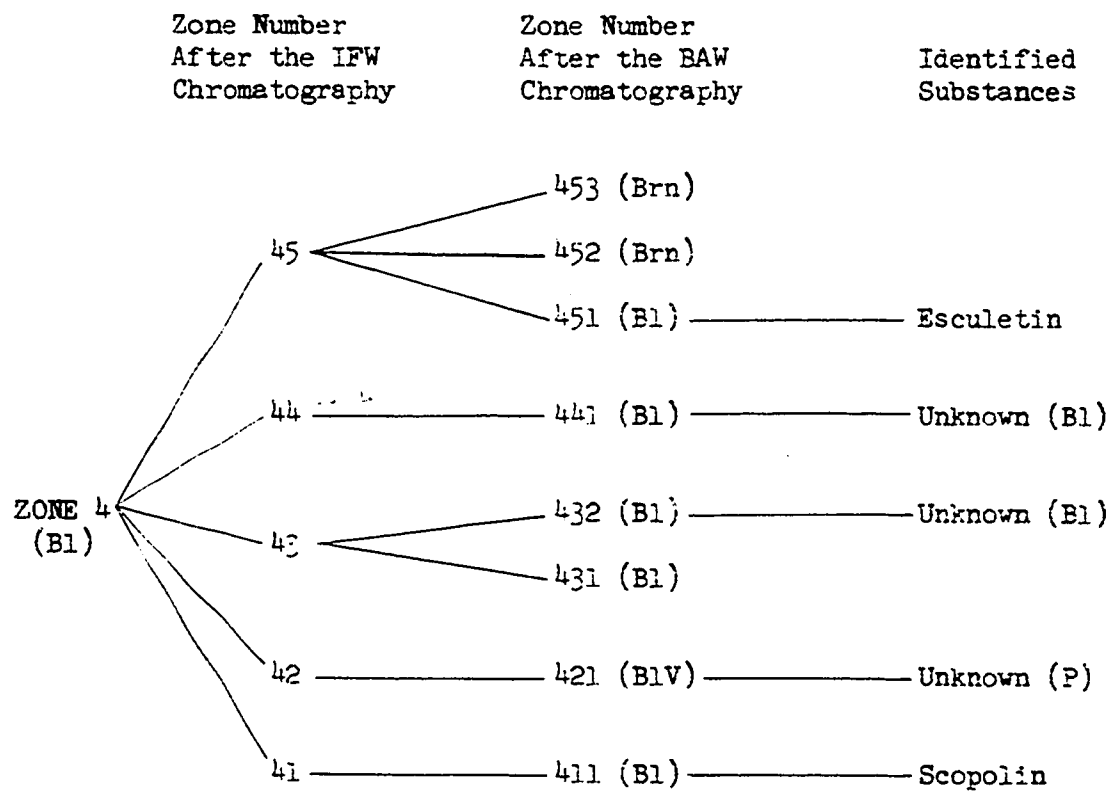 Zone Number
After the IFW
Chromatography
Zone Number
After the BAW
Chromatography
Identified
Substances
453 (Brn)
45
452 (Brn)
451 (Bl)
Esculetin
44
441 (Bl)
Unknown (Bl)
ZONE 4
(Bl)
432 (Bl)
Unknown (Bl)
43
431 (Bl)
42
421 (BlV)
Unknown (P)
41
411 (Bl)
Scopolin